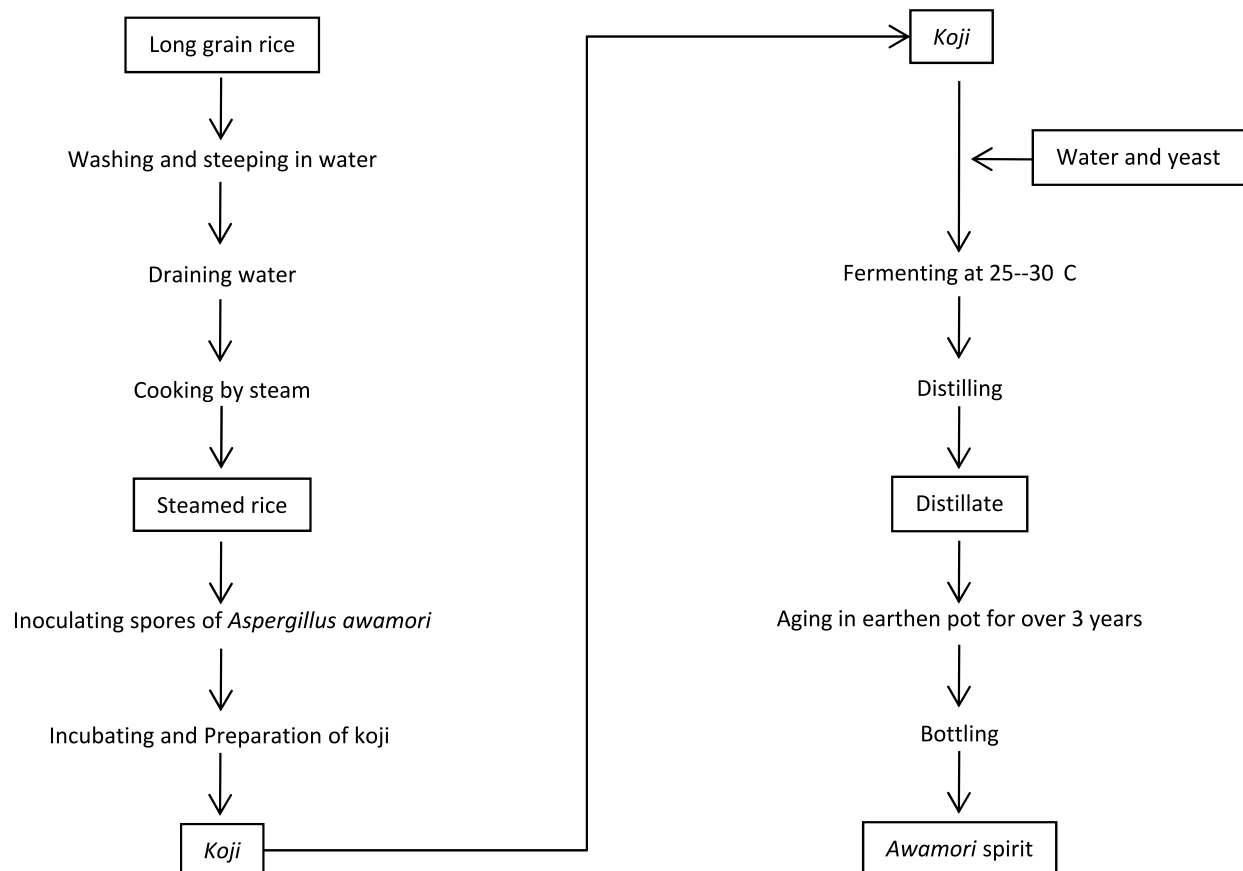 Long grain rice
Washing and steeping in water
Draining water
Cooking by steam
Steamed rice
Inoculating spores of Aspergillus awamori
Incubating and Preparation of koji
Koji
Koji
Water and yeast
Fermenting at 25--30 C
Distilling
Distillate
Aging in earthen pot for over 3 years
Bottling
Awamori spirit